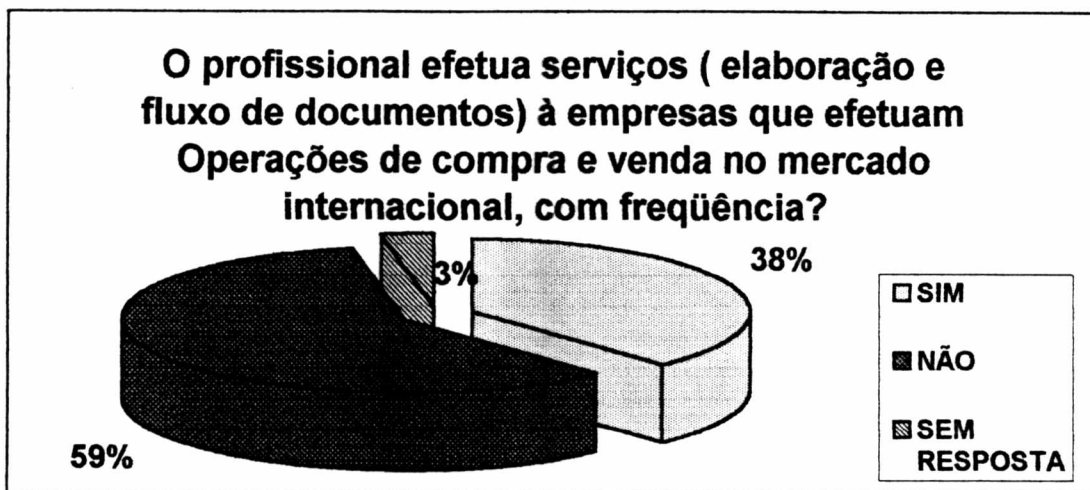 O profissional efetua serviços ( elaboração e
fluxo de documentos) à empresas que efetuam
Operações de compra e venda no mercado
internacional, com freqüência?
3%
38%
59%
SIM
NÃO
SEM
RESPOSTA